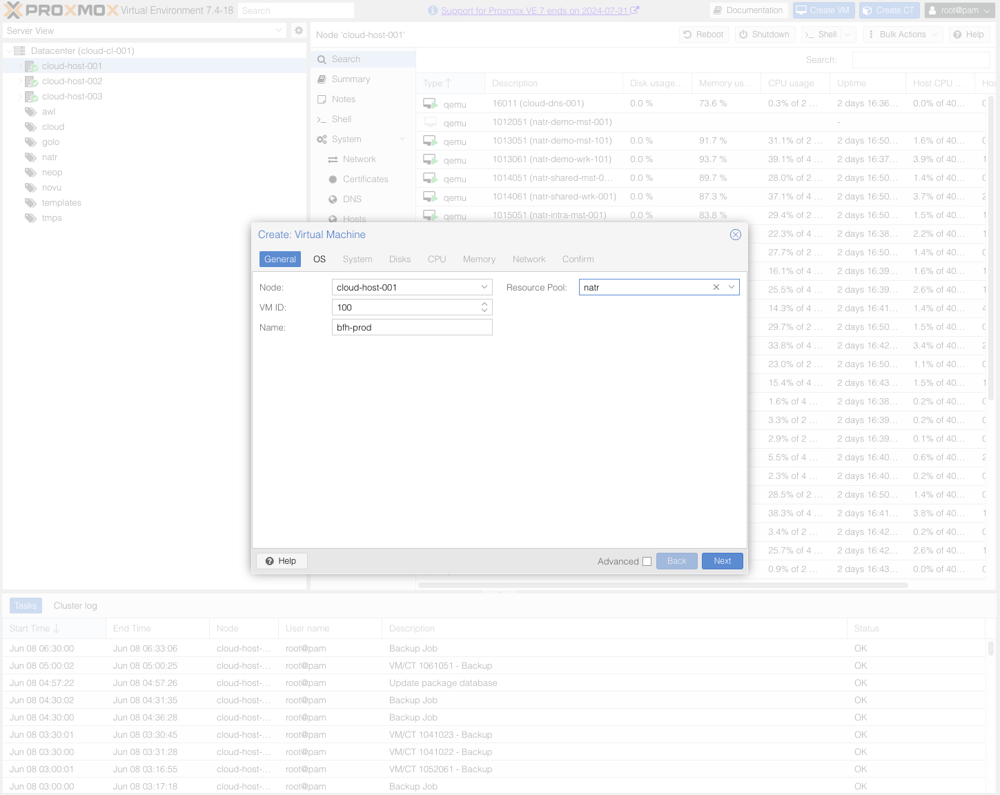 PROXMOX Virtual Environment 7.4-18 Search Support for Proxmox VE 7 ends on 2024-07-31 Documentation Create VM Create CT root@pam
Server View
Datacenter (cloud-cl-001)
cloud-host-001
cloud-host-002
cloud-host-003
awl
cloud
golo
natr
neop
novu
templates
tmps
Node 'cloud-host-001' Reboot Shutdown Shell Bulk Actions Help
Search
Summary
Notes
Shell
System
Network
Certificates
DNS
Hosts
Search:
Type Description Disk usage... Memory us... CPU usage Uptime Host CPU ... Hos
qemu 16011 (cloud-dns-001) 0.0 % 73.6 % 0.3% of 2 ... 2 days 16:36... 0.0% of 40...
qemu 1012051 (natr-demo-mst-001) -
qemu 1013051 (natr-demo-mst-101) 0.0 % 91.7 % 31.1% of 2 ... 2 days 16:50... 1.6% of 40...
qemu 1013061 (natr-demo-wrk-101) 0.0 % 93.7 % 39.1% of 4 ... 2 days 16:37... 3.9% of 40...
qemu 1014051 (natr-shared-mst-0... 0.0 % 89.7 % 28.0% of 2 ... 2 days 16:50... 1.4% of 40...
qemu 1014061 (natr-shared-wrk-001) 0.0 % 87.3 % 37.1% of 4 ... 2 days 16:50... 3.7% of 40...
qemu 1015051 (natr-intra-mst-001) 0.0 % 83.8 % 29.4% of 2 ... 2 days 16:50... 1.5% of 40...
22.3% of 4 ... 2 days 16:38... 2.2% of 40...
27.7% of 2 ... 2 days 16:50... 1.4% of 40...
16.1% of 4 ... 2 days 16:39... 1.6% of 40...
25.5% of 4 ... 2 days 16:39... 2.6% of 40...
14.3% of 4 ... 2 days 16:41... 1.4% of 40...
29.7% of 2 ... 2 days 16:50... 1.5% of 40...
33.8% of 4 ... 2 days 16:42... 3.4% of 40...
23.0% of 2 ... 2 days 16:50... 1.1% of 40...
15.4% of 4 ... 2 days 16:43... 1.5% of 40...
1.6% of 4 ... 2 days 16:38... 0.2% of 40...
3.3% of 2 ... 2 days 16:39... 0.2% of 40...
2.9% of 2 ... 2 days 16:39... 0.1% of 40...
5.5% of 4 ... 2 days 16:40... 0.6% of 40...
2.3% of 4 ... 2 days 16:40... 0.2% of 40...
28.5% of 2 ... 2 days 16:50... 1.4% of 40...
38.3% of 4 ... 2 days 16:41... 3.8% of 40...
3.4% of 2 ... 2 days 16:42... 0.2% of 40...
25.7% of 4 ... 2 days 16:42... 2.6% of 40...
0.9% of 2 ... 2 days 16:43... 0.0% of 40...
Create: Virtual Machine
General OS System Disks CPU Memory Network Confirm
Node: cloud-host-001 Resource Pool: natr
VM ID: 100
Name: bfh-prod
Help Advanced Back Next
Tasks Cluster log
Start Time End Time Node User name Description Status
Jun 08 06:30:00 Jun 08 06:33:06 cloud-host-... root@pam Backup Job OK
Jun 08 05:00:02 Jun 08 05:00:25 cloud-host-... root@pam VM/CT 1061051 - Backup OK
Jun 08 04:57:22 Jun 08 04:57:26 cloud-host-... root@pam Update package database OK
Jun 08 04:30:02 Jun 08 04:31:35 cloud-host-... root@pam Backup Job OK
Jun 08 04:30:00 Jun 08 04:36:28 cloud-host-... root@pam Backup Job OK
Jun 08 03:30:01 Jun 08 03:30:45 cloud-host-... root@pam VM/CT 1041023 - Backup OK
Jun 08 03:30:00 Jun 08 03:31:28 cloud-host-... root@pam VM/CT 1041022 - Backup OK
Jun 08 03:00:01 Jun 08 03:16:55 cloud-host-... root@pam VM/CT 1052061 - Backup OK
Jun 08 03:00:00 Jun 08 03:17:18 cloud-host-... root@pam Backup Job OK